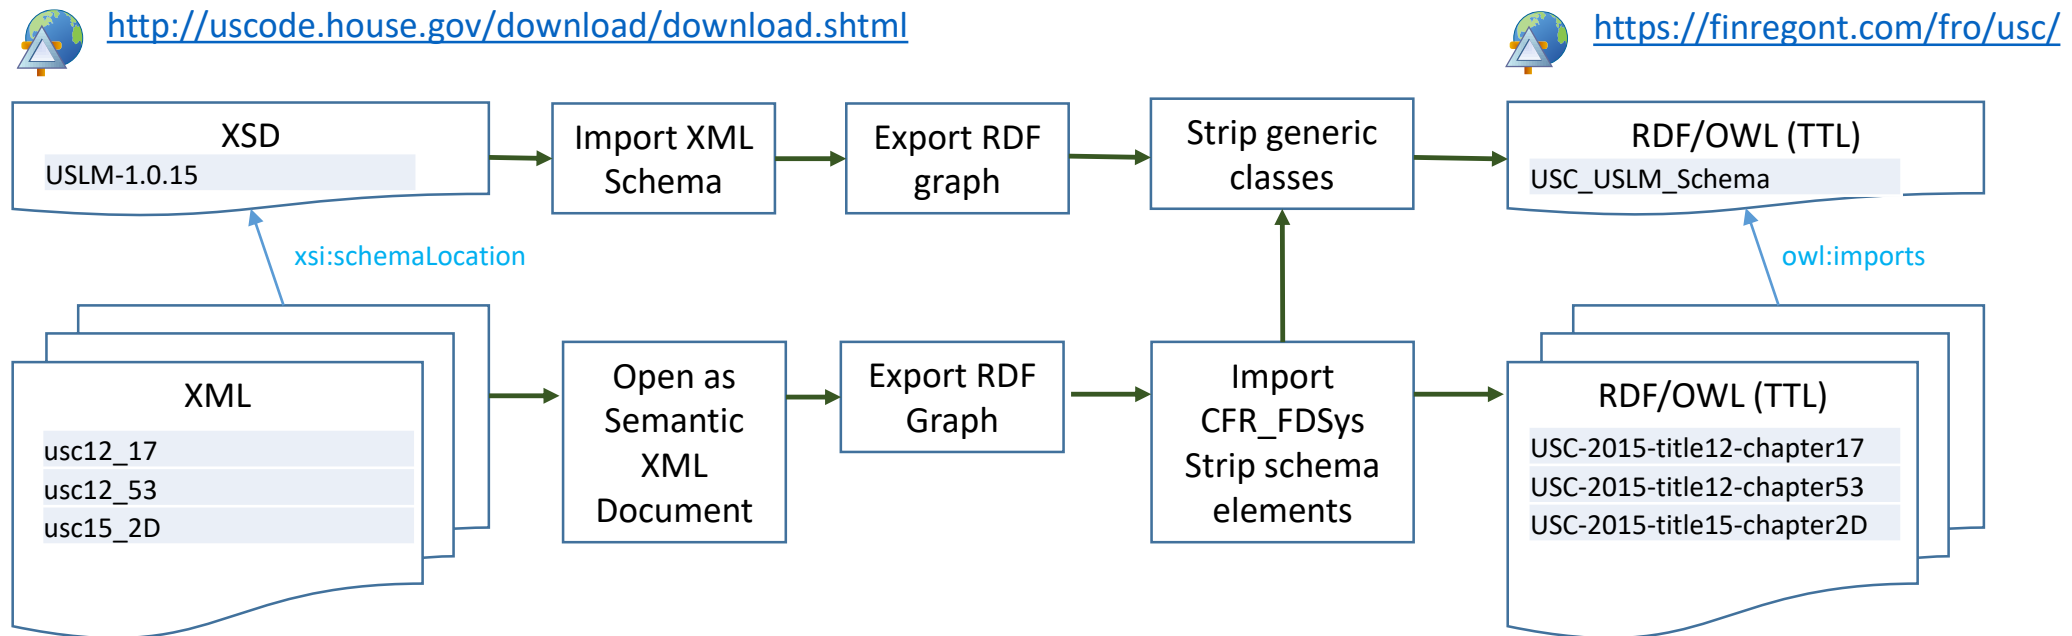 http://uscode.house.gov/download/download.shtml
https://finregont.com/fro/usc/
XSD
USLM-1.0.15
Import XML
Schema
Export RDF
graph
Strip generic
classes
RDF/OWL (TTL)
USC_USLM_Schema
xsi:schemaLocation
owl:imports
XML
usc12_17
usc12_53
usc15_2D
Open as
Semantic
XML
Document
Export RDF
Graph
Import
CFR_FDSys
Strip schema
elements
RDF/OWL (TTL)
USC-2015-title12-chapter17
USC-2015-title12-chapter53
USC-2015-title15-chapter2D